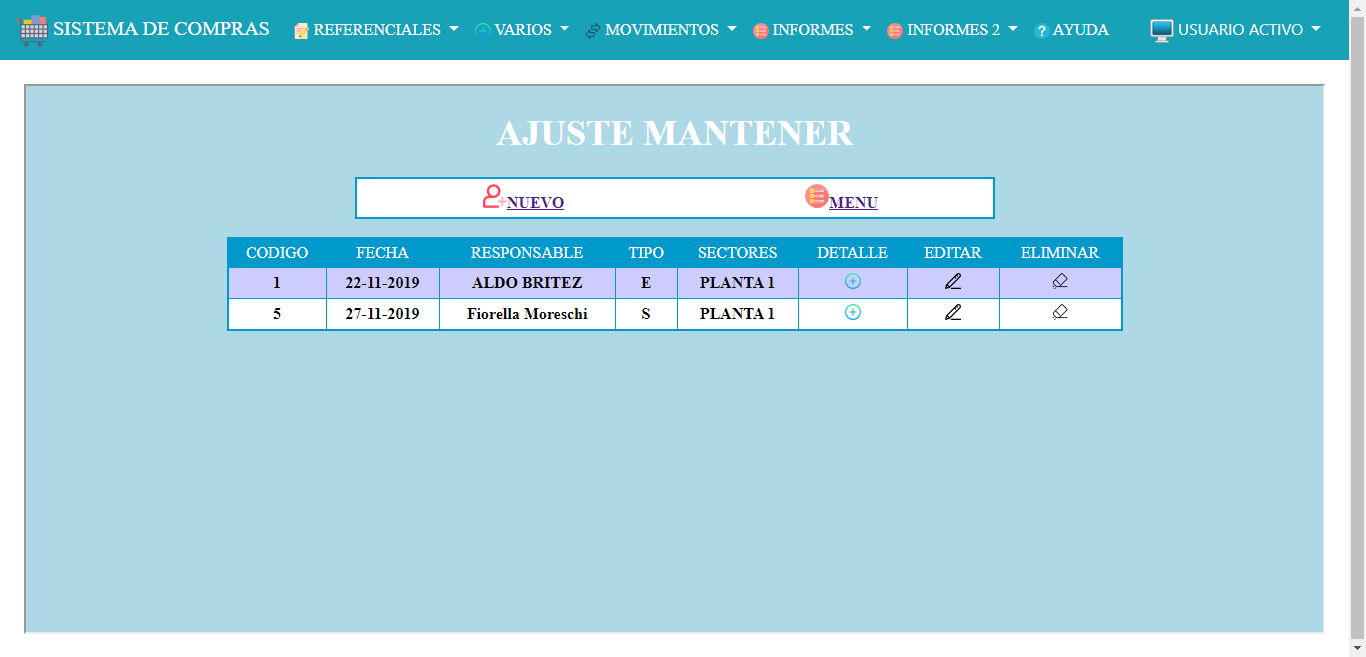 SISTEMA DE COMPRAS REFERENCIALES VARIOS MOVIMIENTOS INFORMES INFORMES 2 ? AYUDA USUARIO ACTIVO
AJUSTE MANTENER
NUEVO MENU
CODIGO FECHA RESPONSABLE TIPO SECTORES DETALLE EDITAR ELIMINAR
1 22-11-2019 ALDO BRITEZ E PLANTA 1
5 27-11-2019 Fiorella Moreschi S PLANTA 1